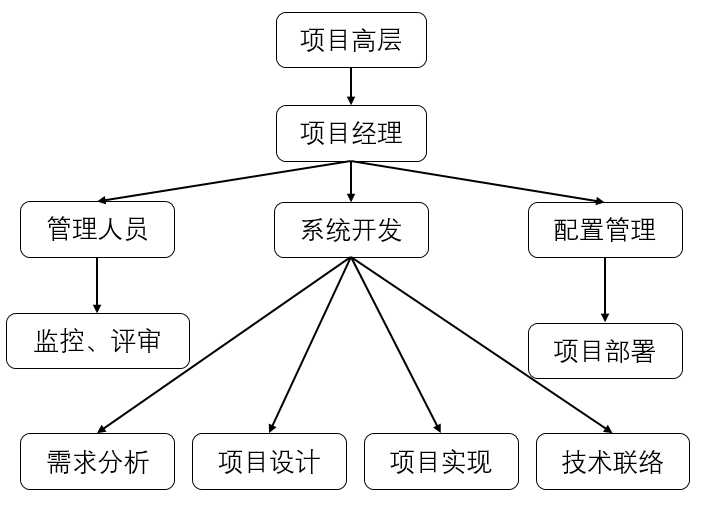 项目高层
项目经理
管理人员
系统开发
配置管理
监控、评审
项目部署
需求分析
项目设计
项目实现
技术联络